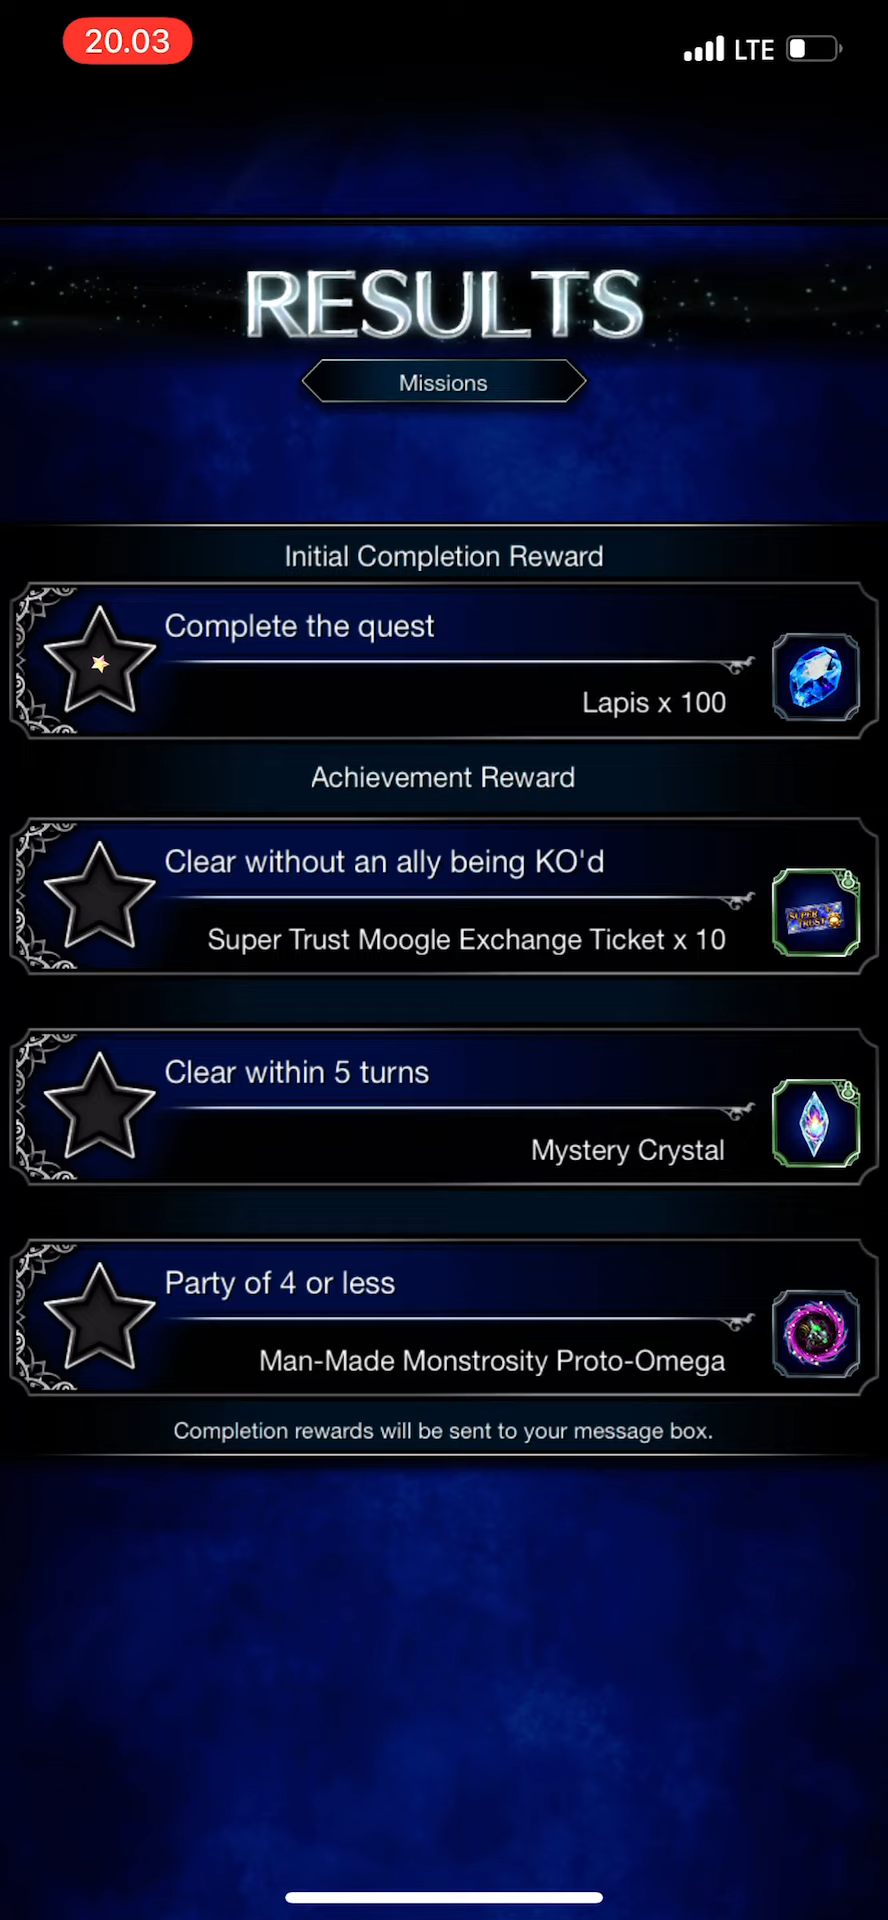 20.03
LTE
RESULTS
Missions
Initial Completion Reward
Complete the quest
Lapis x 100
Achievement Reward
Clear without an ally being KO'd
Super Trust Moogle Exchange Ticket x 10
SUPER
TRUST
Clear within 5 turns
Mystery Crystal
Party of 4 or less
Man-Made Monstrosity Proto-Omega
Completion rewards will be sent to your message box.